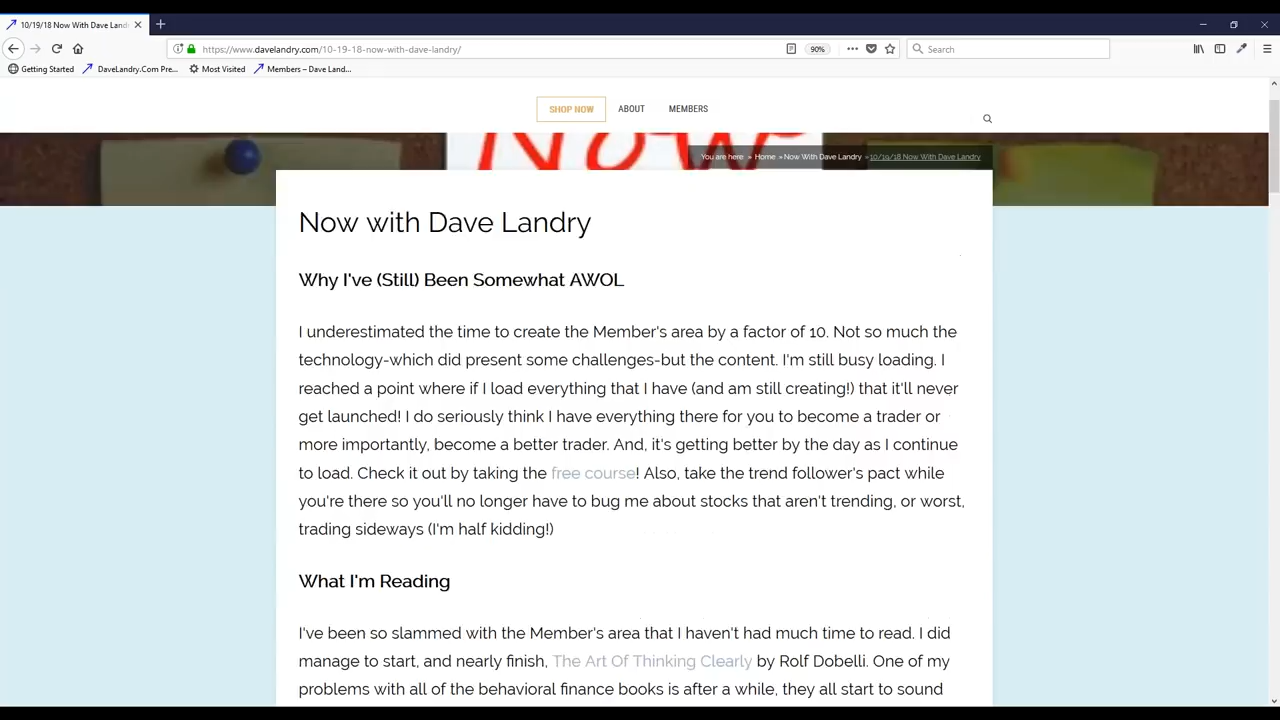 10/19/18 Now With Dave Land
https://www.davelandry.com/10-19-18-now-with-dave-landry/
90%
Search
Getting Started
DaveLandry.Com Pre...
Most Visited
Members – Dave Land...
SHOP NOW
ABOUT
MEMBERS
Now
You are here » Home » Now With Dave Landry » 10/19/18 Now With Dave Landry
Now with Dave Landry
Why I've (Still) Been Somewhat AWOL
I underestimated the time to create the Member's area by a factor of 10. Not so much the
technology-which did present some challenges-but the content. I'm still busy loading. I
reached a point where if I load everything that I have (and am still creating!) that it'll never
get launched! I do seriously think I have everything there for you to become a trader or
more importantly, become a better trader. And, it's getting better by the day as I continue
to load. Check it out by taking the free course! Also, take the trend follower's pact while
you're there so you'll no longer have to bug me about stocks that aren't trending, or worst,
trading sideways (I'm half kidding!)
What I'm Reading
I've been so slammed with the Member's area that I haven't had much time to read. I did
manage to start, and nearly finish, The Art Of Thinking Clearly by Rolf Dobelli. One of my
problems with all of the behavioral finance books is after a while, they all start to sound